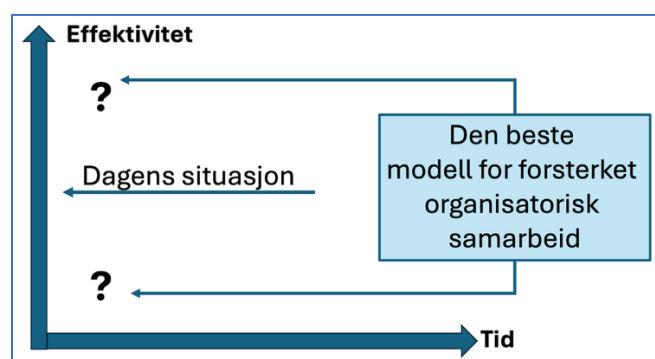 Effektivitet
?
Dagens situasjon
Den beste
modell for forsterket
organisatorisk
samarbeid
?
Tid